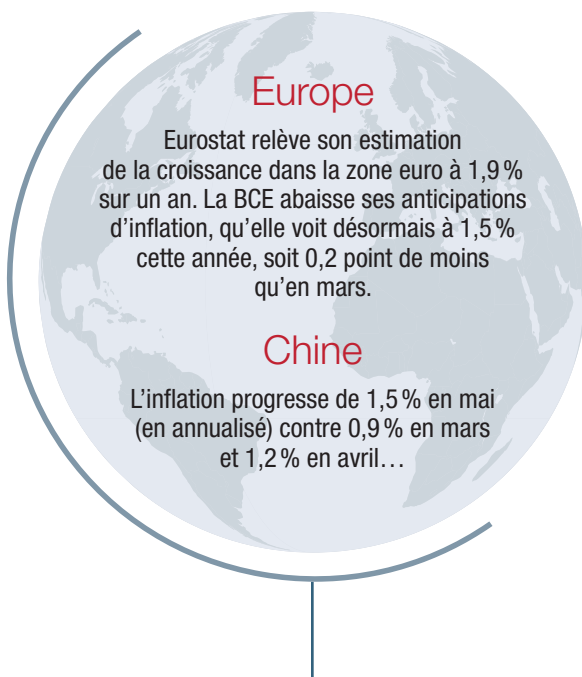 Europe
Eurostat relève son estimation
de la croissance dans la zone euro à 1,9 %
sur un an. La BCE abaisse ses anticipations
d’inflation, qu’elle voit désormais à 1,5 %
cette année, soit 0,2 point de moins
qu’en mars.
Chine
L’inflation progresse de 1,5 % en mai
(en annualisé) contre 0,9 % en mars
et 1,2 % en avril…